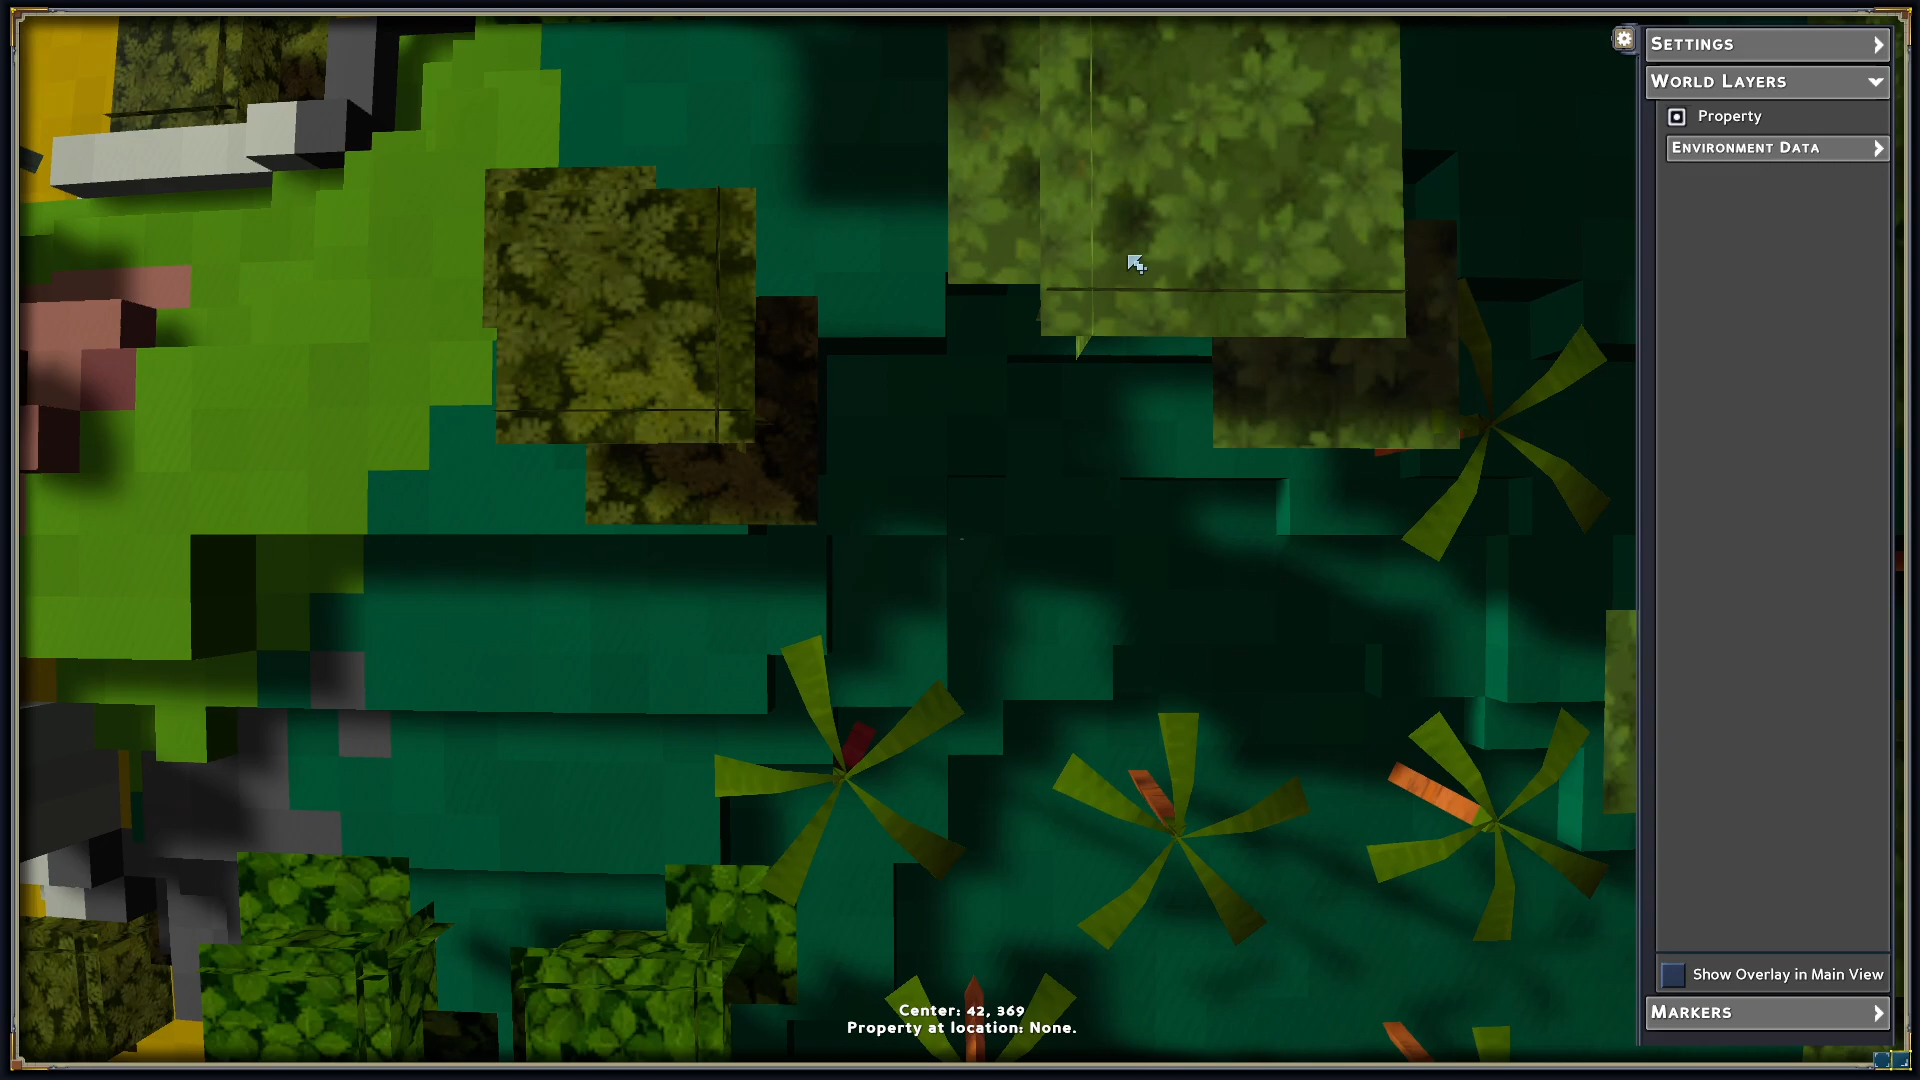 SETTINGS
WORLD LAYERS
Property
ENVIRONMENT DATA
Show Overlay in Main View
MARKERS
Center: 42, 369
Property at location: None.